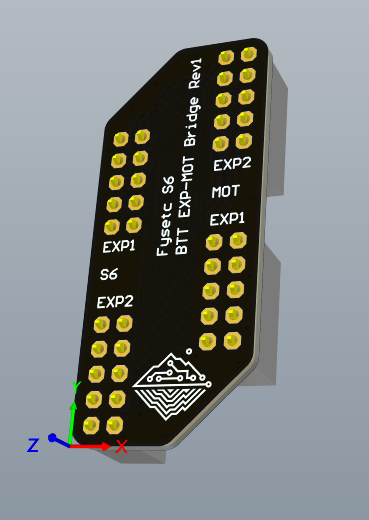 Fysetc S6
BTT EXP-MOT Bridge Rev1
EXP2
MOT
EXP1
EXP1
S6
EXP2
Y
Z
X